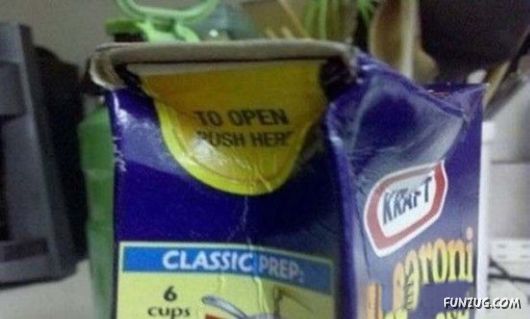 TO OPEN
PUSH HERE
KRAFT
CLASSIC PREP:
6
cups
FUNZUG.COM